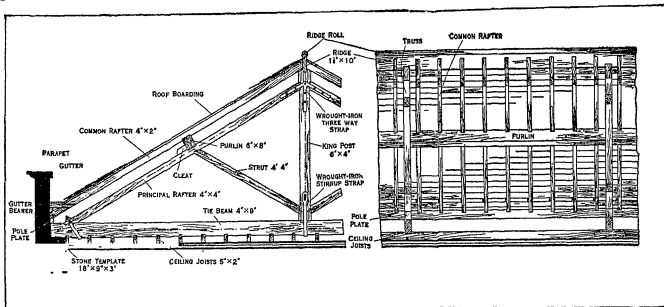 RIDGE ROLL
RIDGE
1¼"×10"
TRUSS
COMMON RAFTER
ROOF BOARDING
WROUGHT-IRON
THREE WAY
STRAP
COMMON RAFTER 4"×2"
PURLIN 6"×8"
PURLIN
KING POST
6"×4"
PARAPET
GUTTER
STRUT 4" 4"
CLEAT
WROUGHT-IRON
STIRRUP STRAP
PRINCIPAL RAFTER 4"×4"
GUTTER
BEARER
TIE BEAM 4"×9"
POLE
PLATE
POLE
PLATE
CEILING
JOISTS
STONE TEMPLATE
18"×9"×3"
CEILING JOISTS 5"×2"